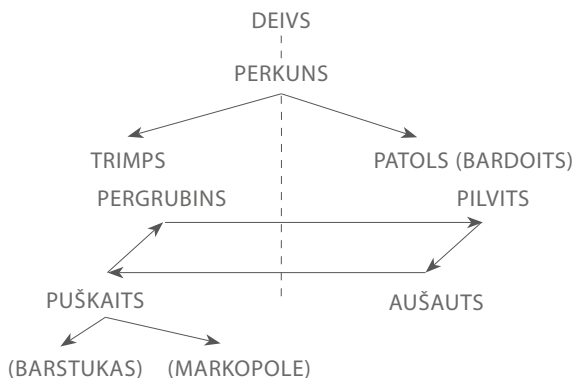 DEIVS
PERKUNS
TRIMPS PATOLS (BARDOITS)
PERGRUBINS PILVITS
PUŠKAITS AUŠAUTS
(BARSTUKAS) (MARKOPOLE)